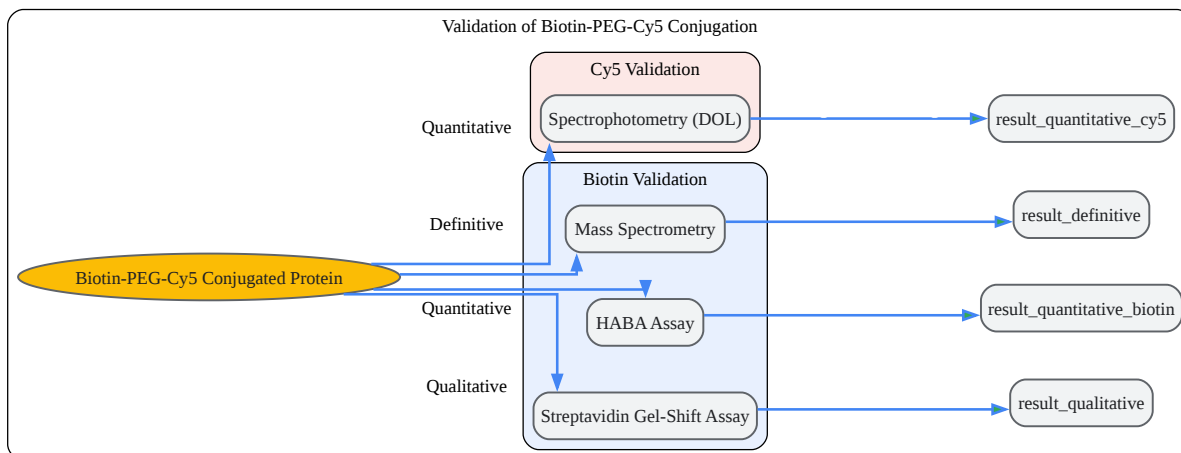 Validation of Biotin-PEG-Cy5 Conjugation
Cy5 Validation
Quantitative
Spectrophotometry (DOL)
result_quantitative_cy5
Biotin Validation
Definitive
Mass Spectrometry
result_definitive
Biotin-PEG-Cy5 Conjugated Protein
Quantitative
HABA Assay
result_quantitative_biotin
Qualitative
Streptavidin Gel-Shift Assay
result_qualitative